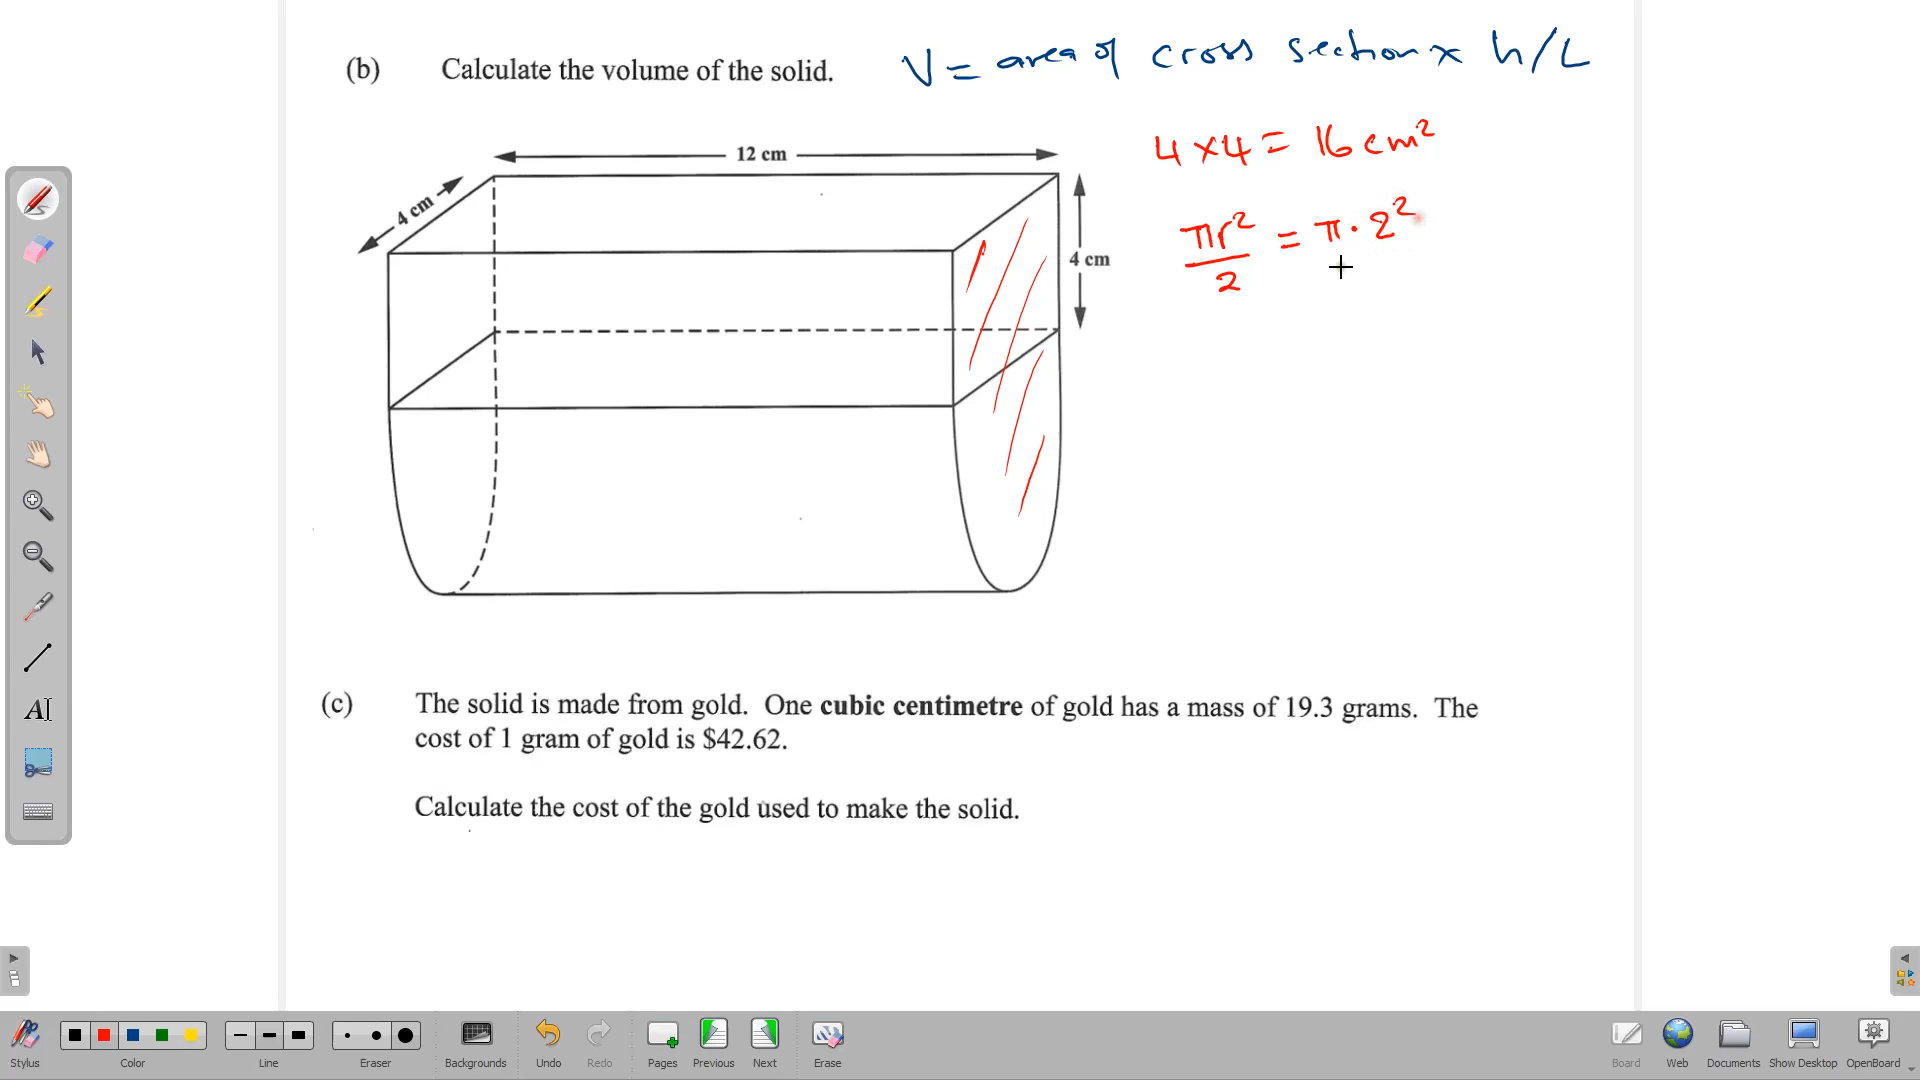 (b) Calculate the volume of the solid. V = area of cross section x h/L
12 cm
4 cm
4 cm
4 x 4 = 16 cm²
πr²/2 = π · 2²
(c) The solid is made from gold. One cubic centimetre of gold has a mass of 19.3 grams. The
cost of 1 gram of gold is $42.62.
Calculate the cost of the gold used to make the solid.
AI
Stylus Color Line Eraser Backgrounds Undo Redo Pages Previous Next Erase Board Web Documents Show Desktop OpenBoard